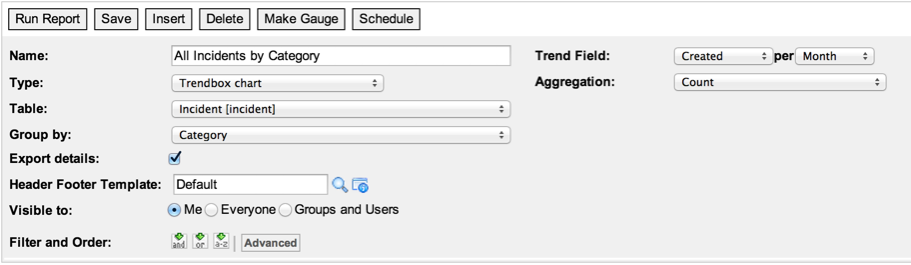 Run Report Save Insert Delete Make Gauge Schedule
Name: All Incidents by Category Trend Field: Created per Month
Type: Trendbox chart Aggregation: Count
Table: Incident [incident]
Group by: Category
Export details:
Header Footer Template: Default
Visible to: Me Everyone Groups and Users
Filter and Order: and or a-z Advanced